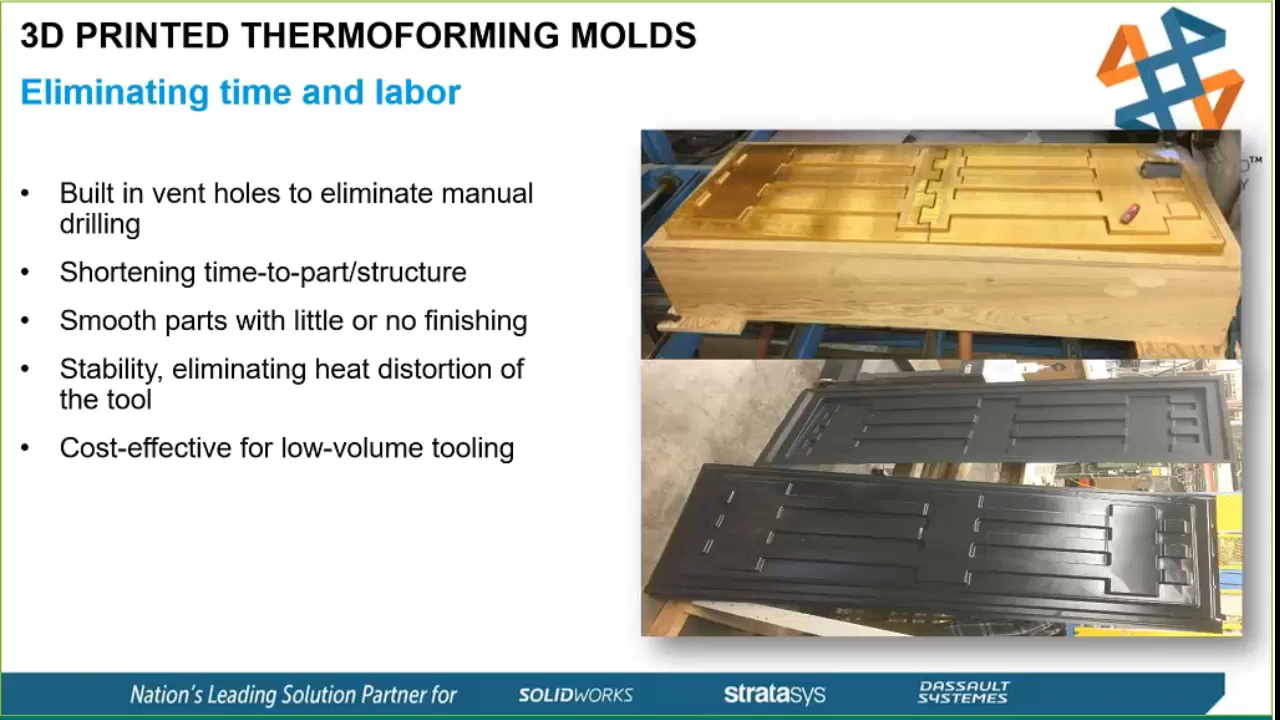 3D PRINTED THERMOFORMING MOLDS
Eliminating time and labor
• Built in vent holes to eliminate manual
drilling
• Shortening time-to-part/structure
• Smooth parts with little or no finishing
• Stability, eliminating heat distortion of
the tool
• Cost-effective for low-volume tooling
Nation's Leading Solution Partner for
SOLIDWORKS
stratasys
DASSAULT
SYSTEMES